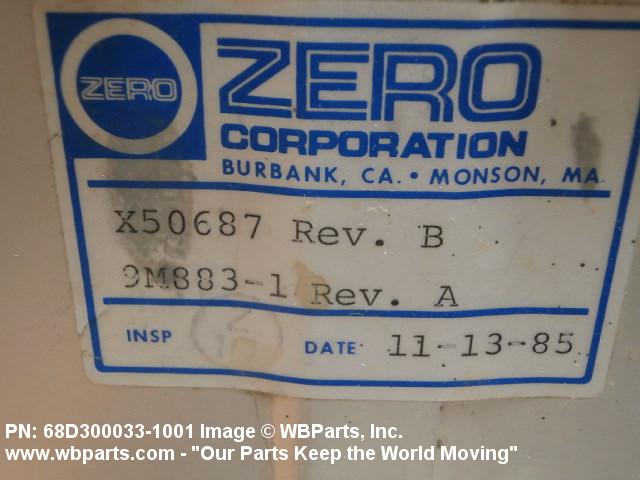 ZERO
ZERO
CORPORATION
BURBANK, CA. • MONSON, MA.
X50687 Rev. B
9M883-1 Rev. A
INSP
DATE 11-13-85
PN: 68D300033-1001 Image © WBParts, Inc.
www.wbparts.com - "Our Parts Keep the World Moving"